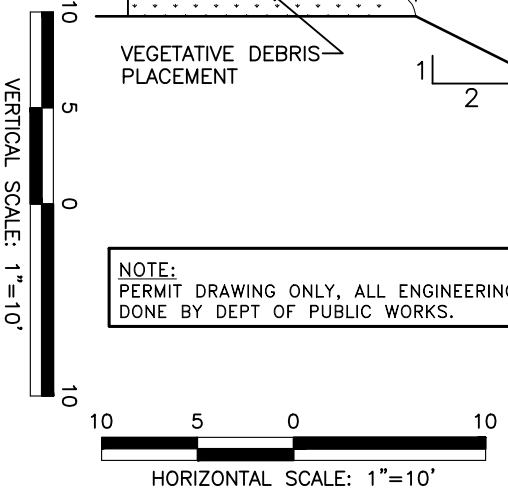 VEGETATIVE DEBRIS
PLACEMENT
1
2
10
5
0
10
VERTICAL SCALE: 1"=10'
NOTE:
PERMIT DRAWING ONLY, ALL ENGINEERING
DONE BY DEPT OF PUBLIC WORKS.
10 5 0 10
HORIZONTAL SCALE: 1"=10'